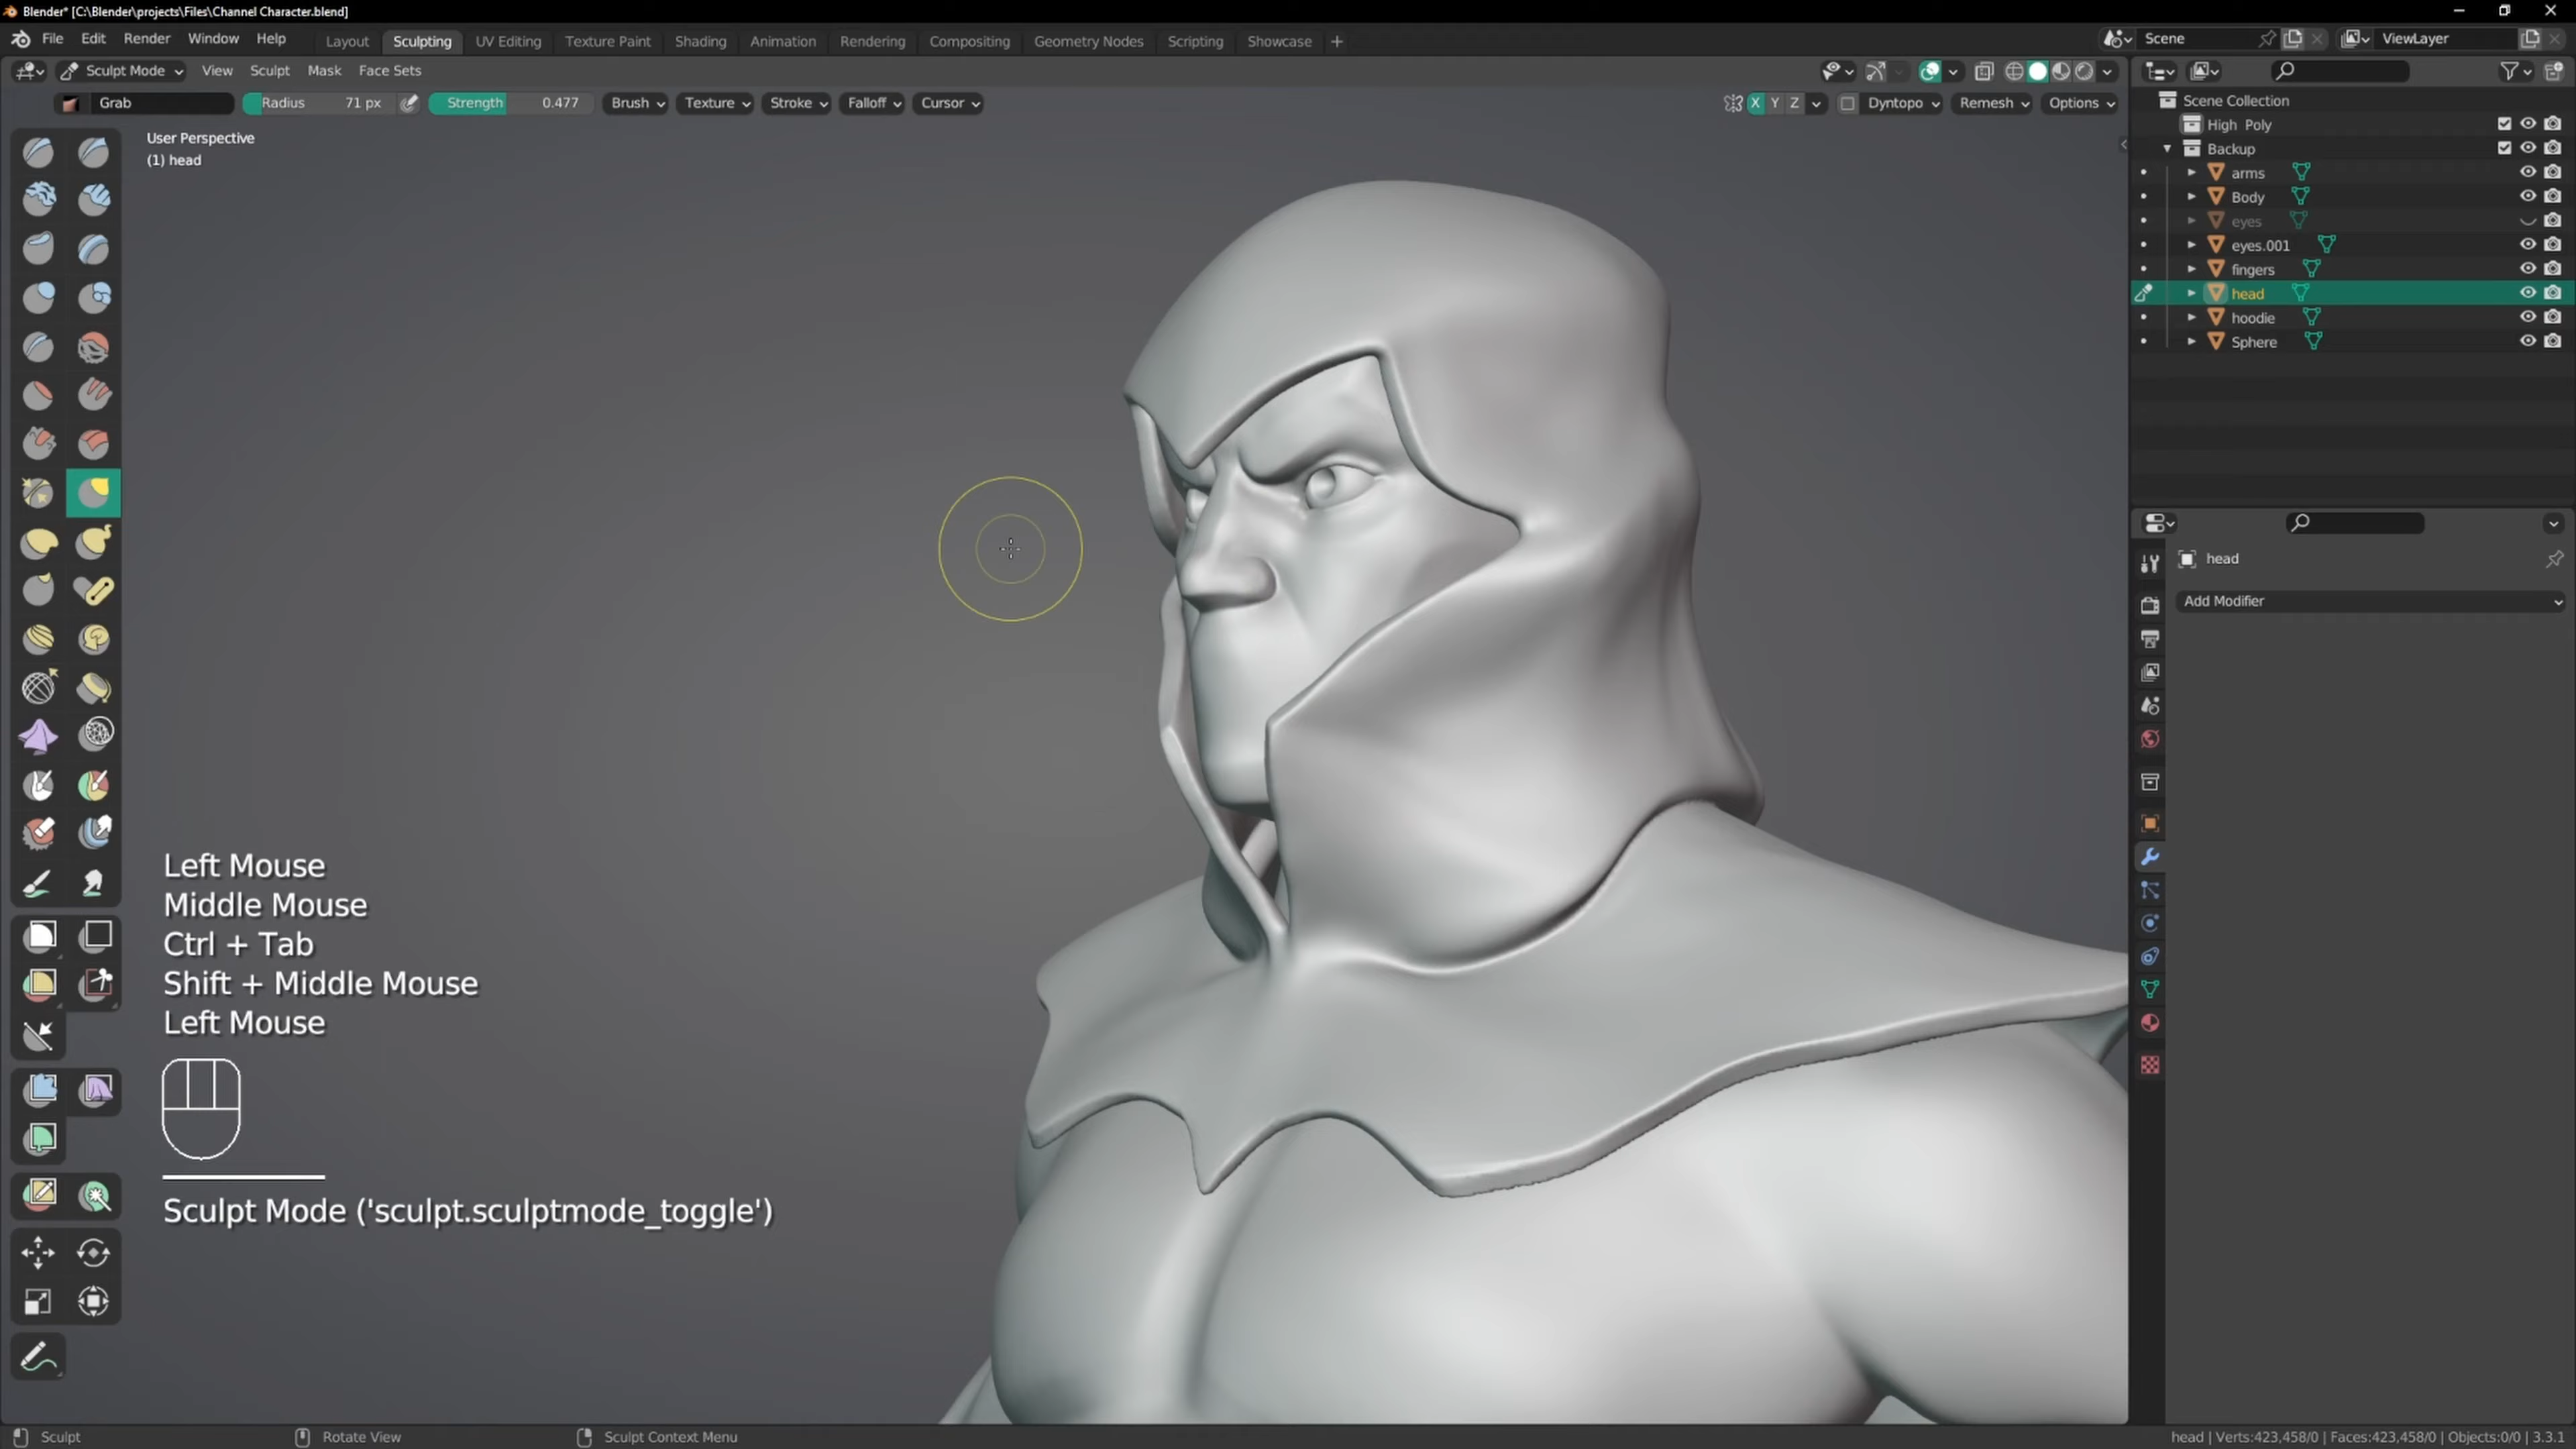 Blender* [C:\Blender\projects\Files\Channel Character.blend]
File Edit Render Window Help Layout Sculpting UV Editing Texture Paint Shading Animation Rendering Compositing Geometry Nodes Scripting Showcase + Scene ViewLayer
Sculpt Mode View Sculpt Mask Face Sets
Grab Radius 71 px Strength 0.477 Brush Texture Stroke Falloff Cursor X Y Z Dyntopo Remesh Options
User Perspective
(1) head
Scene Collection
High_Poly
Backup
arms
Body
eyes
eyes.001
fingers
head
hoodie
Sphere
head
Add Modifier
Left Mouse
Middle Mouse
Ctrl + Tab
Shift + Middle Mouse
Left Mouse
Sculpt Mode ('sculpt.sculptmode_toggle')
Sculpt Rotate View Sculpt Context Menu head | Verts:423,458/0 | Faces:423,458/0 | Objects:0/0 | 3.3.1